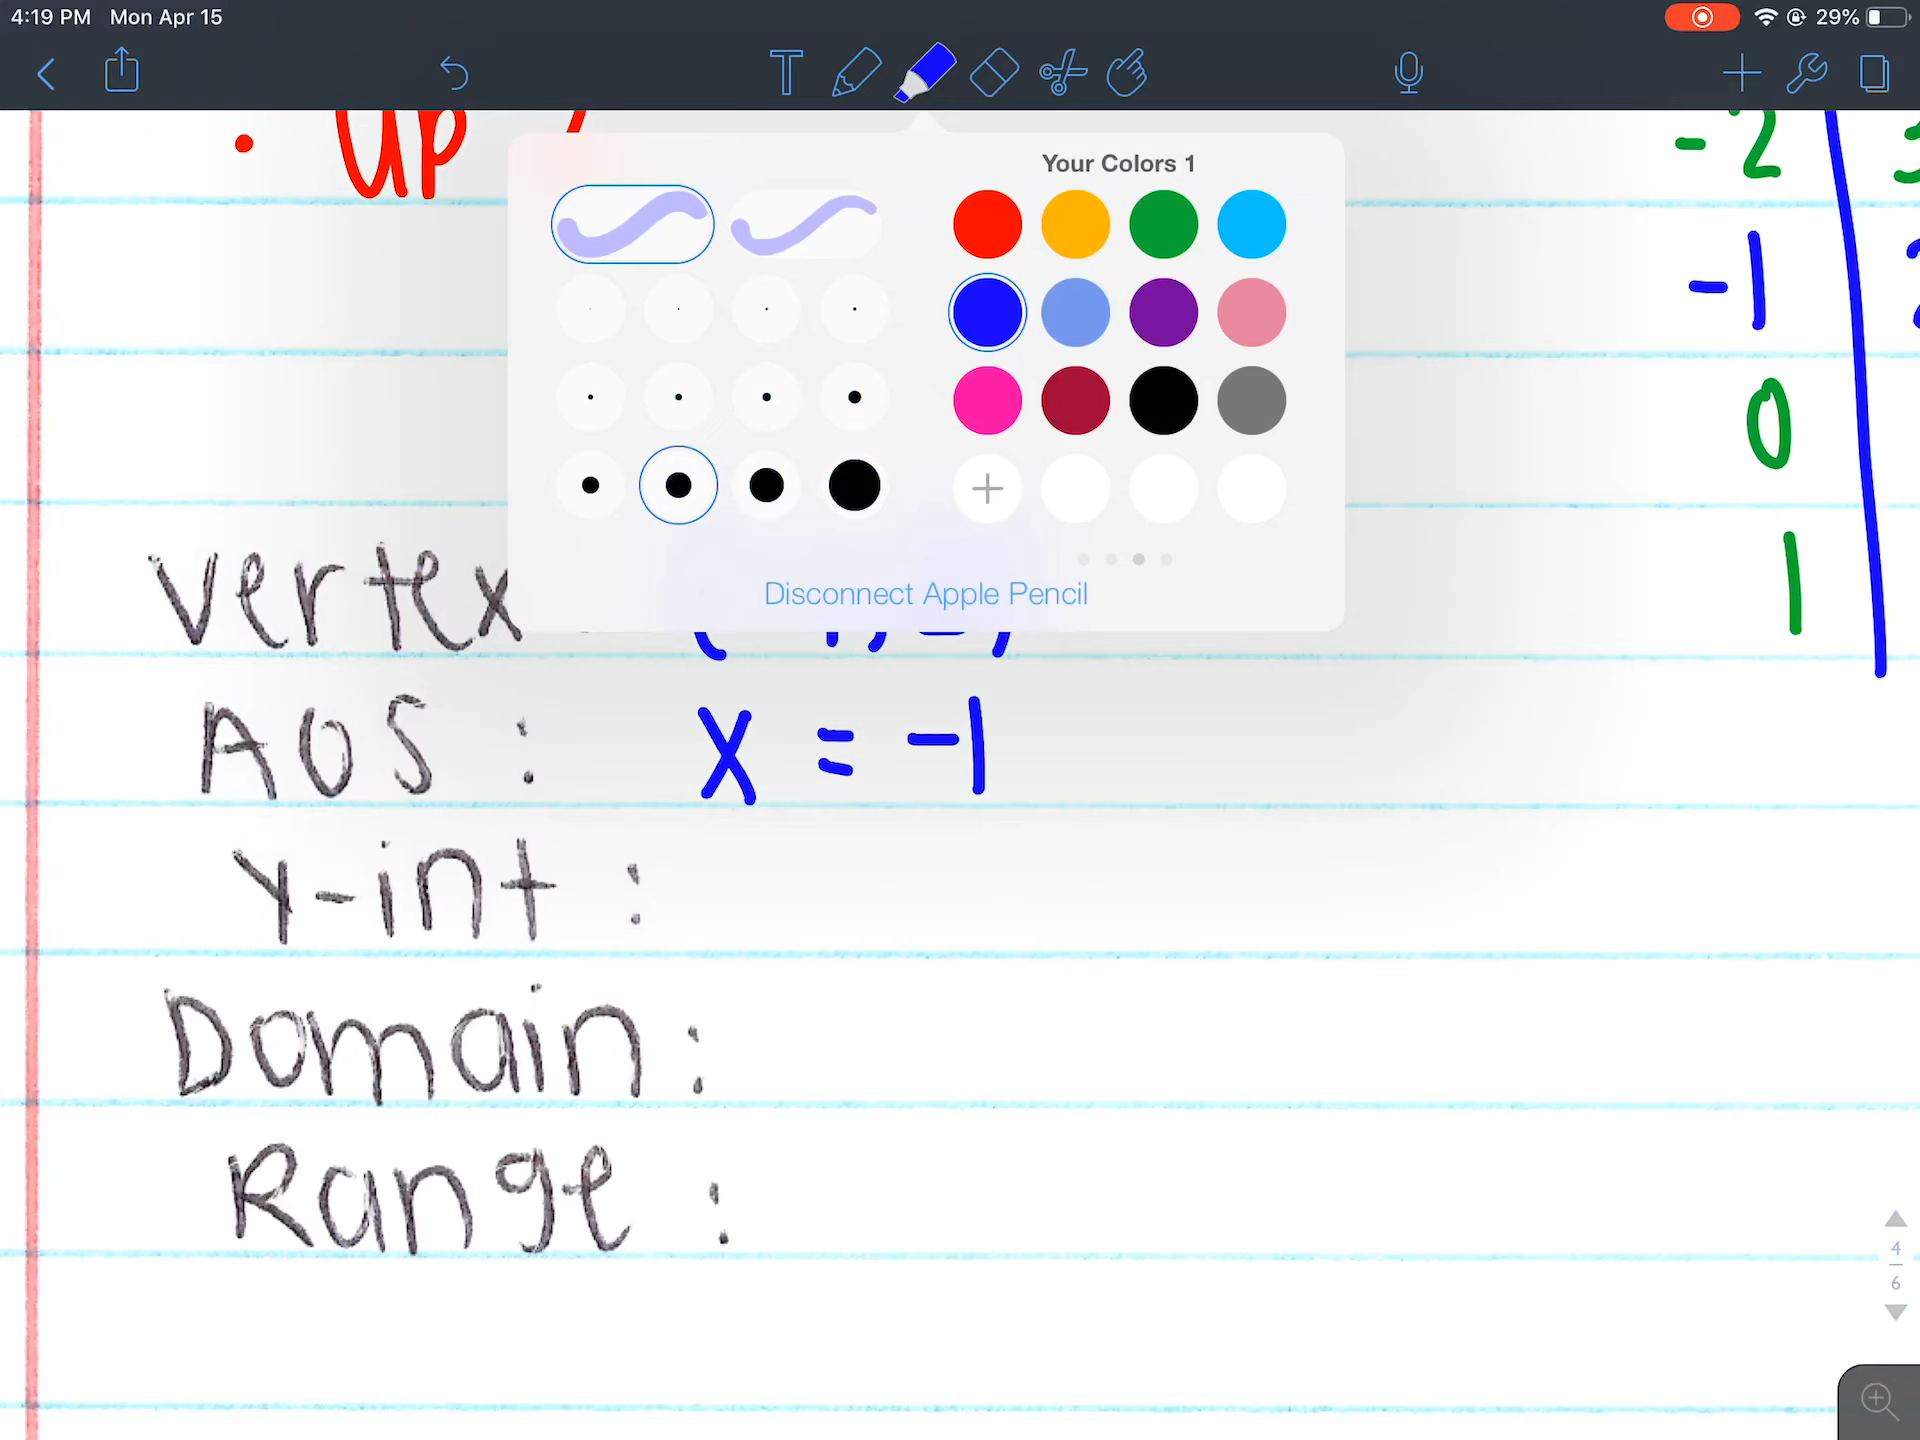 4:19 PM Mon Apr 15
29%
T
• Up
Your Colors 1
-2
-1
0
1
Disconnect Apple Pencil
Vertex
AOS : x = -1
Y-int :
Domain :
Range :
4
6